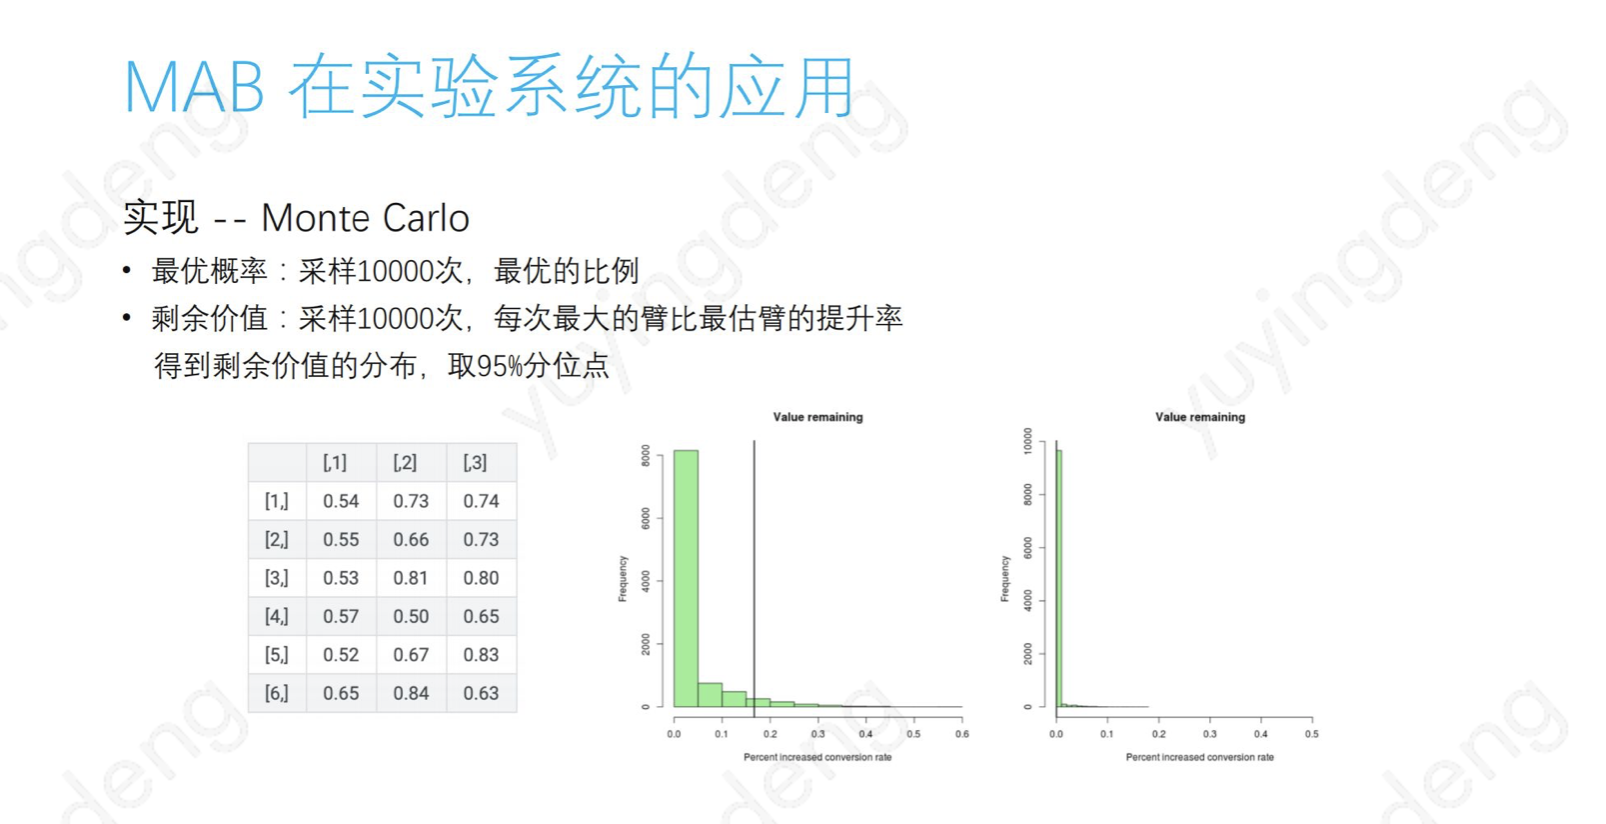 MAB 在实验系统的应用
实现 -- Monte Carlo
• 最优概率：采样10000次，最优的比例
• 剩余价值：采样10000次，每次最大的臂比最估臂的提升率
得到剩余价值的分布，取95%分位点
[,1] [,2] [,3]
[1,] 0.54 0.73 0.74
[2,] 0.55 0.66 0.73
[3,] 0.53 0.81 0.80
[4,] 0.57 0.50 0.65
[5,] 0.52 0.67 0.83
[6,] 0.65 0.84 0.63
Value remaining
Frequency
8000
6000
4000
2000
0
0.0 0.1 0.2 0.3 0.4 0.5 0.6
Percent increased conversion rate
Value remaining
Frequency
10000
8000
6000
4000
2000
0
0.0 0.1 0.2 0.3 0.4 0.5
Percent increased conversion rate
yuyingdeng
yuyingdeng